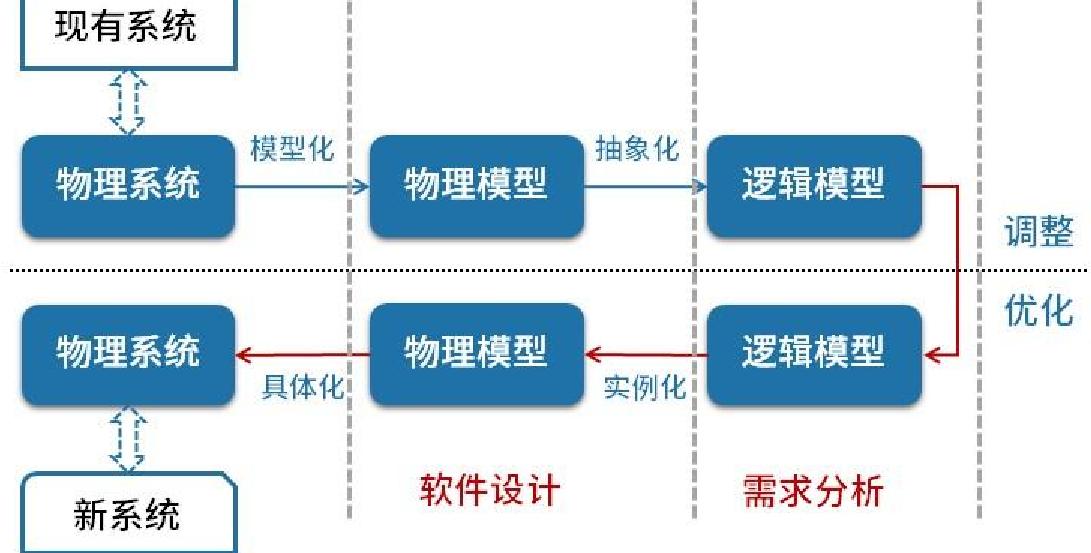 现有系统
模型化
抽象化
物理系统
物理模型
逻辑模型
调整
优化
物理系统
物理模型
逻辑模型
具体化
实例化
软件设计
需求分析
新系统